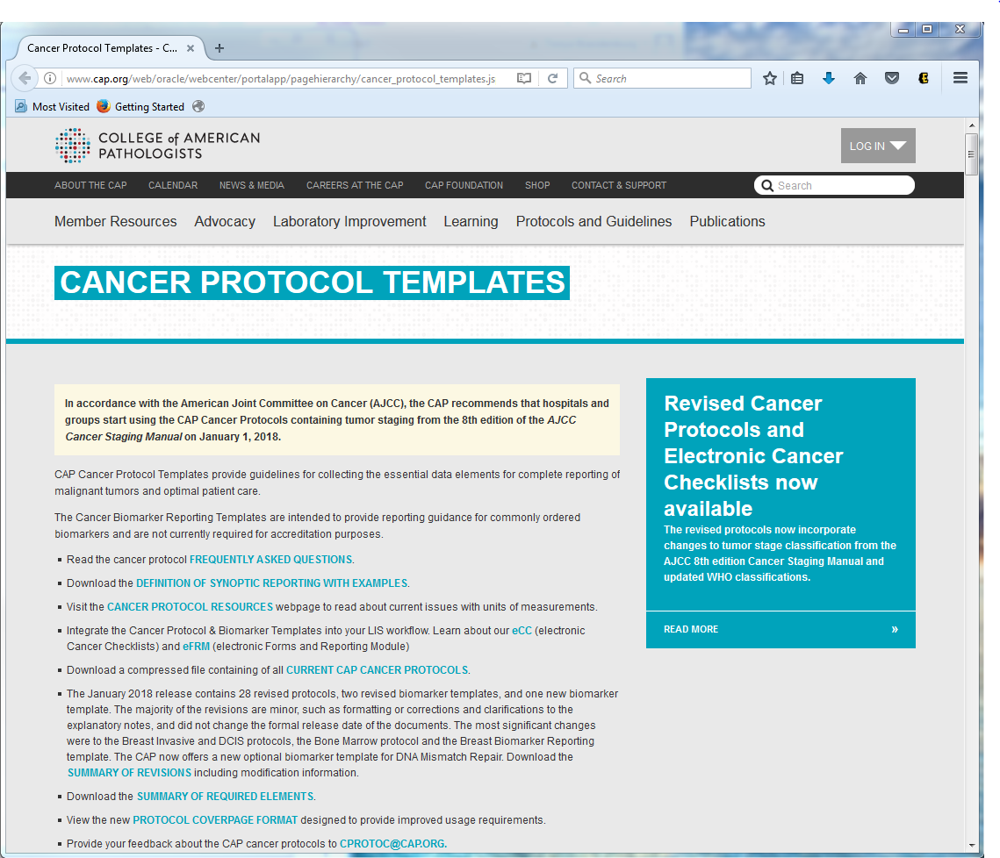 Cancer Protocol Templates - C...
www.cap.org/web/oracle/webcenter/portalapp/pagehierarchy/cancer_protocol_templates.js
Search
Most Visited Getting Started
COLLEGE of AMERICAN
PATHOLOGISTS
LOG IN
ABOUT THE CAP CALENDAR NEWS & MEDIA CAREERS AT THE CAP CAP FOUNDATION SHOP CONTACT & SUPPORT Search
Member Resources Advocacy Laboratory Improvement Learning Protocols and Guidelines Publications
CANCER PROTOCOL TEMPLATES
In accordance with the American Joint Committee on Cancer (AJCC), the CAP recommends that hospitals and
groups start using the CAP Cancer Protocols containing tumor staging from the 8th edition of the AJCC
Cancer Staging Manual on January 1, 2018.
CAP Cancer Protocol Templates provide guidelines for collecting the essential data elements for complete reporting of
malignant tumors and optimal patient care.
The Cancer Biomarker Reporting Templates are intended to provide reporting guidance for commonly ordered
biomarkers and are not currently required for accreditation purposes.
▪ Read the cancer protocol FREQUENTLY ASKED QUESTIONS.
▪ Download the DEFINITION OF SYNOPTIC REPORTING WITH EXAMPLES.
▪ Visit the CANCER PROTOCOL RESOURCES webpage to read about current issues with units of measurements.
▪ Integrate the Cancer Protocol & Biomarker Templates into your LIS workflow. Learn about our eCC (electronic
Cancer Checklists) and eFRM (electronic Forms and Reporting Module)
▪ Download a compressed file containing of all CURRENT CAP CANCER PROTOCOLS.
▪ The January 2018 release contains 28 revised protocols, two revised biomarker templates, and one new biomarker
template. The majority of the revisions are minor, such as formatting or corrections and clarifications to the
explanatory notes, and did not change the formal release date of the documents. The most significant changes
were to the Breast Invasive and DCIS protocols, the Bone Marrow protocol and the Breast Biomarker Reporting
template. The CAP now offers a new optional biomarker template for DNA Mismatch Repair. Download the
SUMMARY OF REVISIONS including modification information.
▪ Download the SUMMARY OF REQUIRED ELEMENTS.
▪ View the new PROTOCOL COVERPAGE FORMAT designed to provide improved usage requirements.
▪ Provide your feedback about the CAP cancer protocols to CPROTOC@CAP.ORG.
Revised Cancer
Protocols and
Electronic Cancer
Checklists now
available
The revised protocols now incorporate
changes to tumor stage classification from the
AJCC 8th edition Cancer Staging Manual and
updated WHO classifications.
READ MORE »